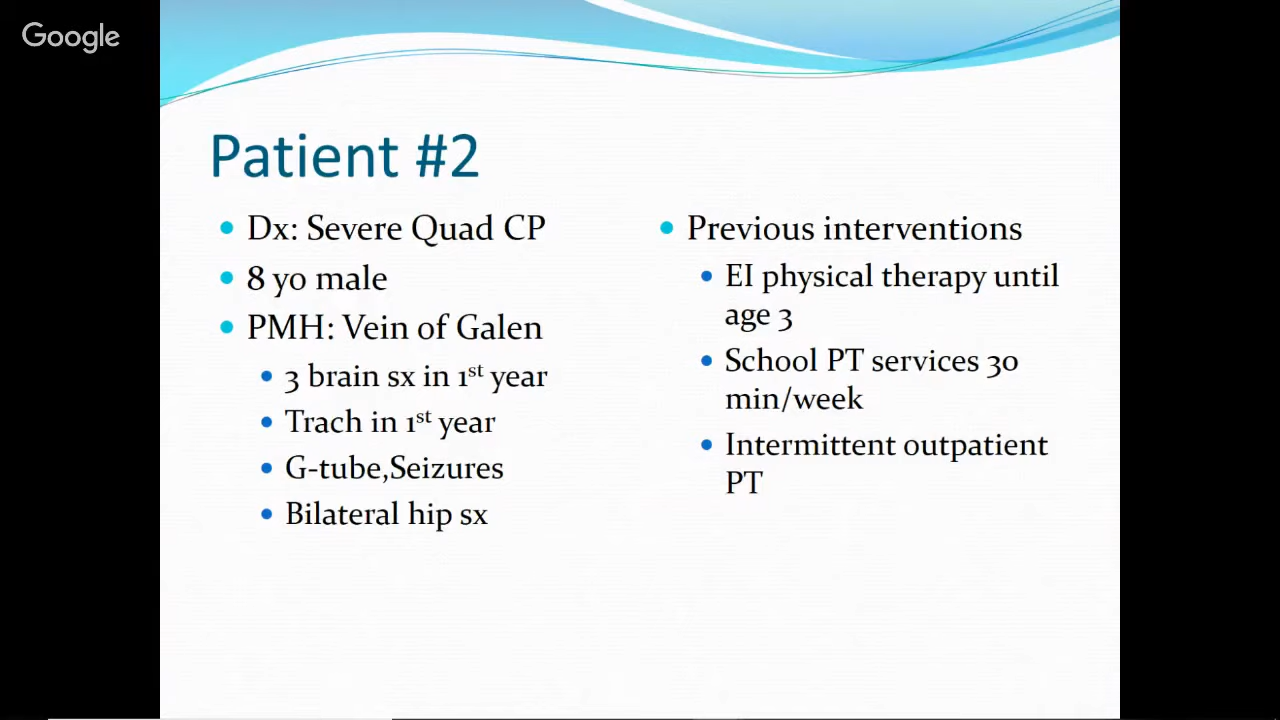 Google
Patient #2
Dx: Severe Quad CP
8 yo male
PMH: Vein of Galen
3 brain sx in 1st year
Trach in 1st year
G-tube,Seizures
Bilateral hip sx
Previous interventions
EI physical therapy until
age 3
School PT services 30
min/week
Intermittent outpatient
PT